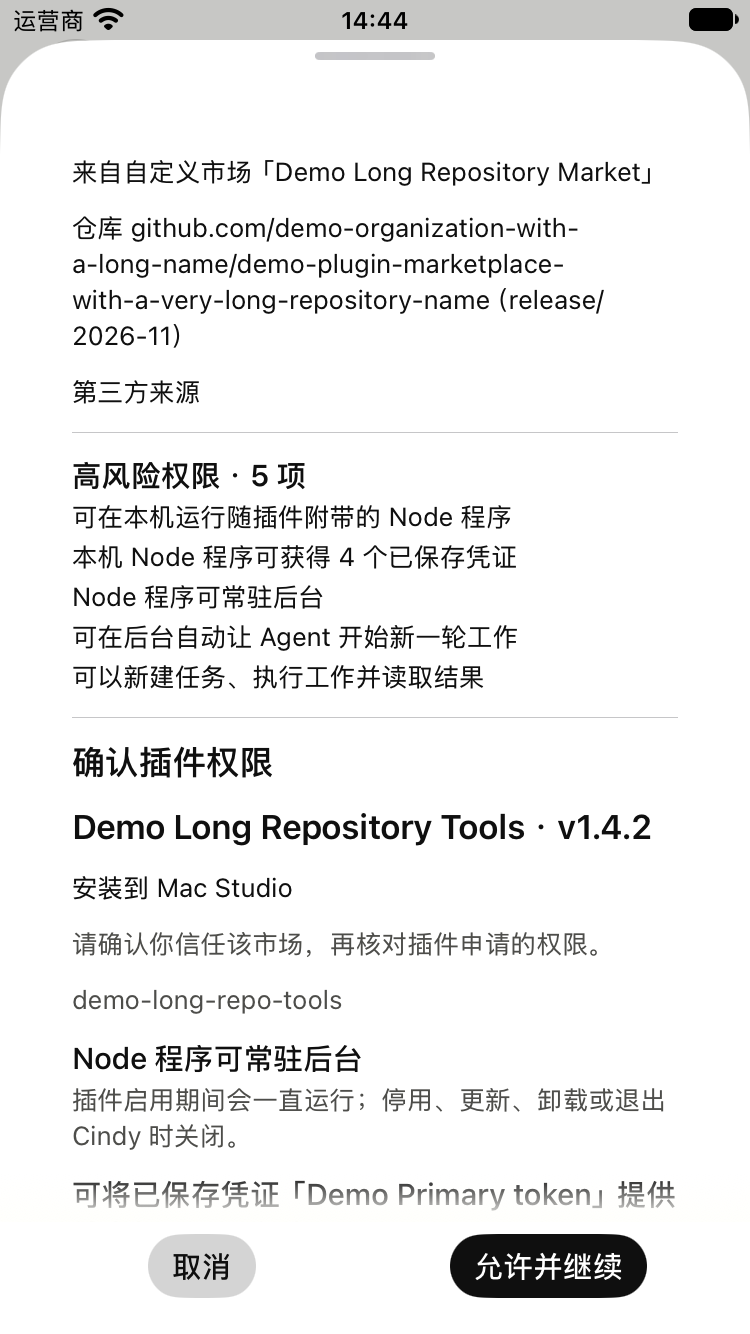 运营商
14:44
来自自定义市场「Demo Long Repository Market」
仓库 github.com/demo-organization-with-
a-long-name/demo-plugin-marketplace-
with-a-very-long-repository-name (release/
2026-11)
第三方来源
高风险权限 · 5 项
可在本机运行随插件附带的 Node 程序
本机 Node 程序可获得 4 个已保存凭证
Node 程序可常驻后台
可在后台自动让 Agent 开始新一轮工作
可以新建任务、执行工作并读取结果
确认插件权限
Demo Long Repository Tools · v1.4.2
安装到 Mac Studio
请确认你信任该市场，再核对插件申请的权限。
demo-long-repo-tools
Node 程序可常驻后台
插件启用期间会一直运行；停用、更新、卸载或退出
Cindy 时关闭。
可将已保存凭证「Demo Primary token」提供
取消
允许并继续